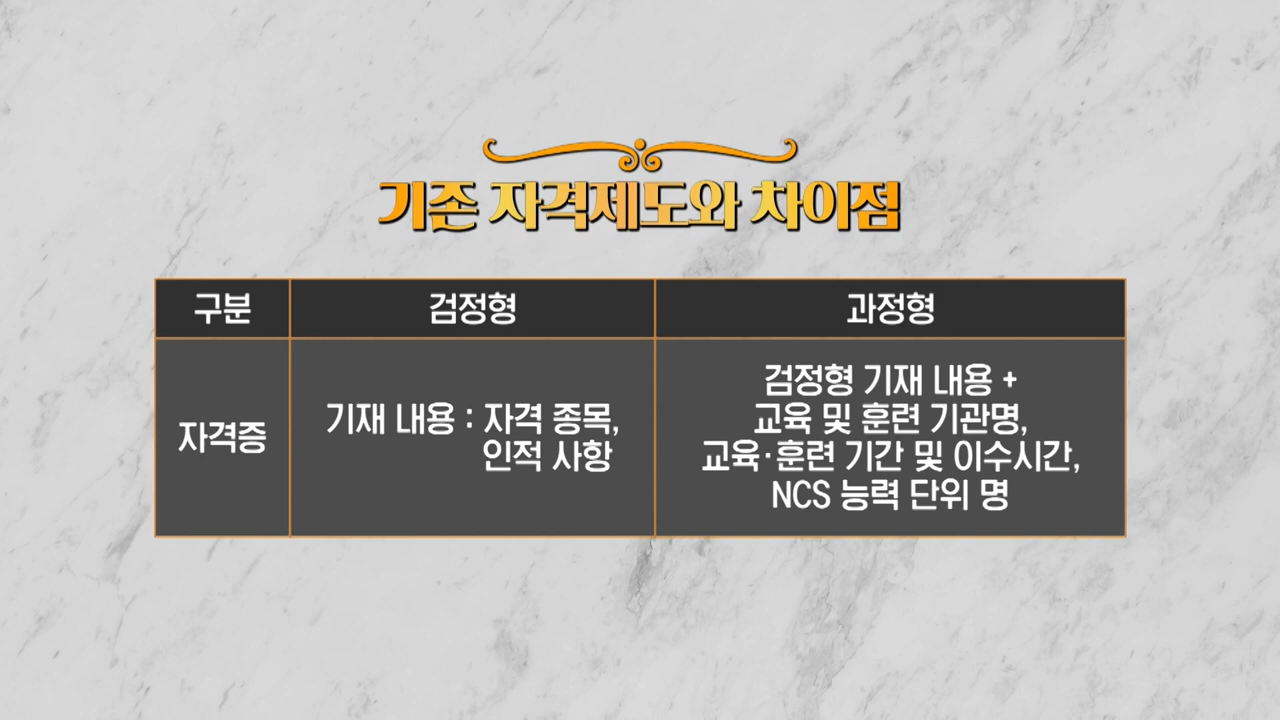 기존 자격제도와 차이점
구분
검정형
과정형
자격증
기재 내용 : 자격 종목,
인적 사항
검정형 기재 내용 +
교육 및 훈련 기관명,
교육·훈련 기간 및 이수시간,
NCS 능력 단위 명